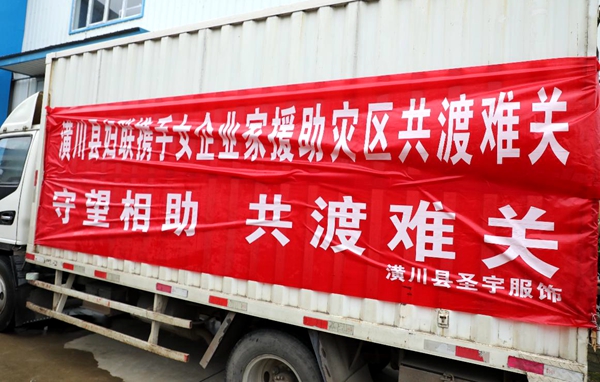 潢川县妇联携手女企业家援助灾区共渡难关
守望相助 共渡难关
潢川县圣宇服饰